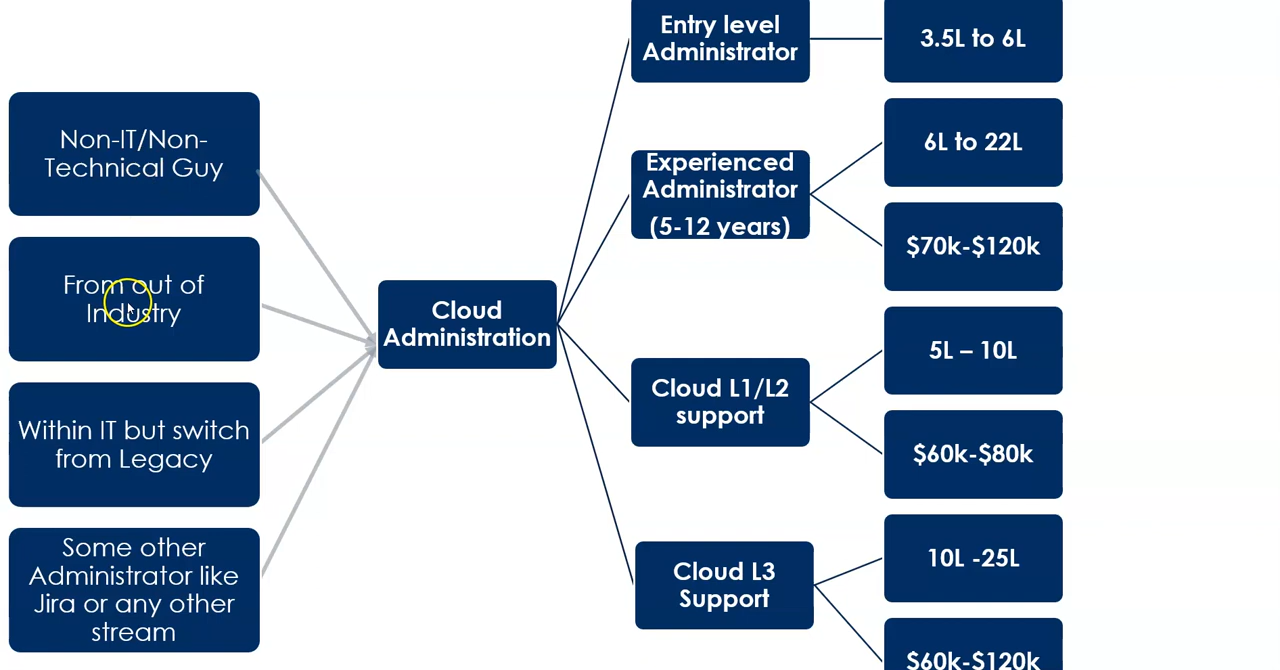 Non-IT/Non-
Technical Guy
From out of
Industry
Within IT but switch
from Legacy
Some other
Administrator like
Jira or any other
stream
Cloud
Administration
Entry level
Administrator
3.5L to 6L
Experienced
Administrator
(5-12 years)
6L to 22L
$70k-$120k
Cloud L1/L2
support
5L – 10L
$60k-$80k
Cloud L3
Support
10L -25L
$60k-$120k